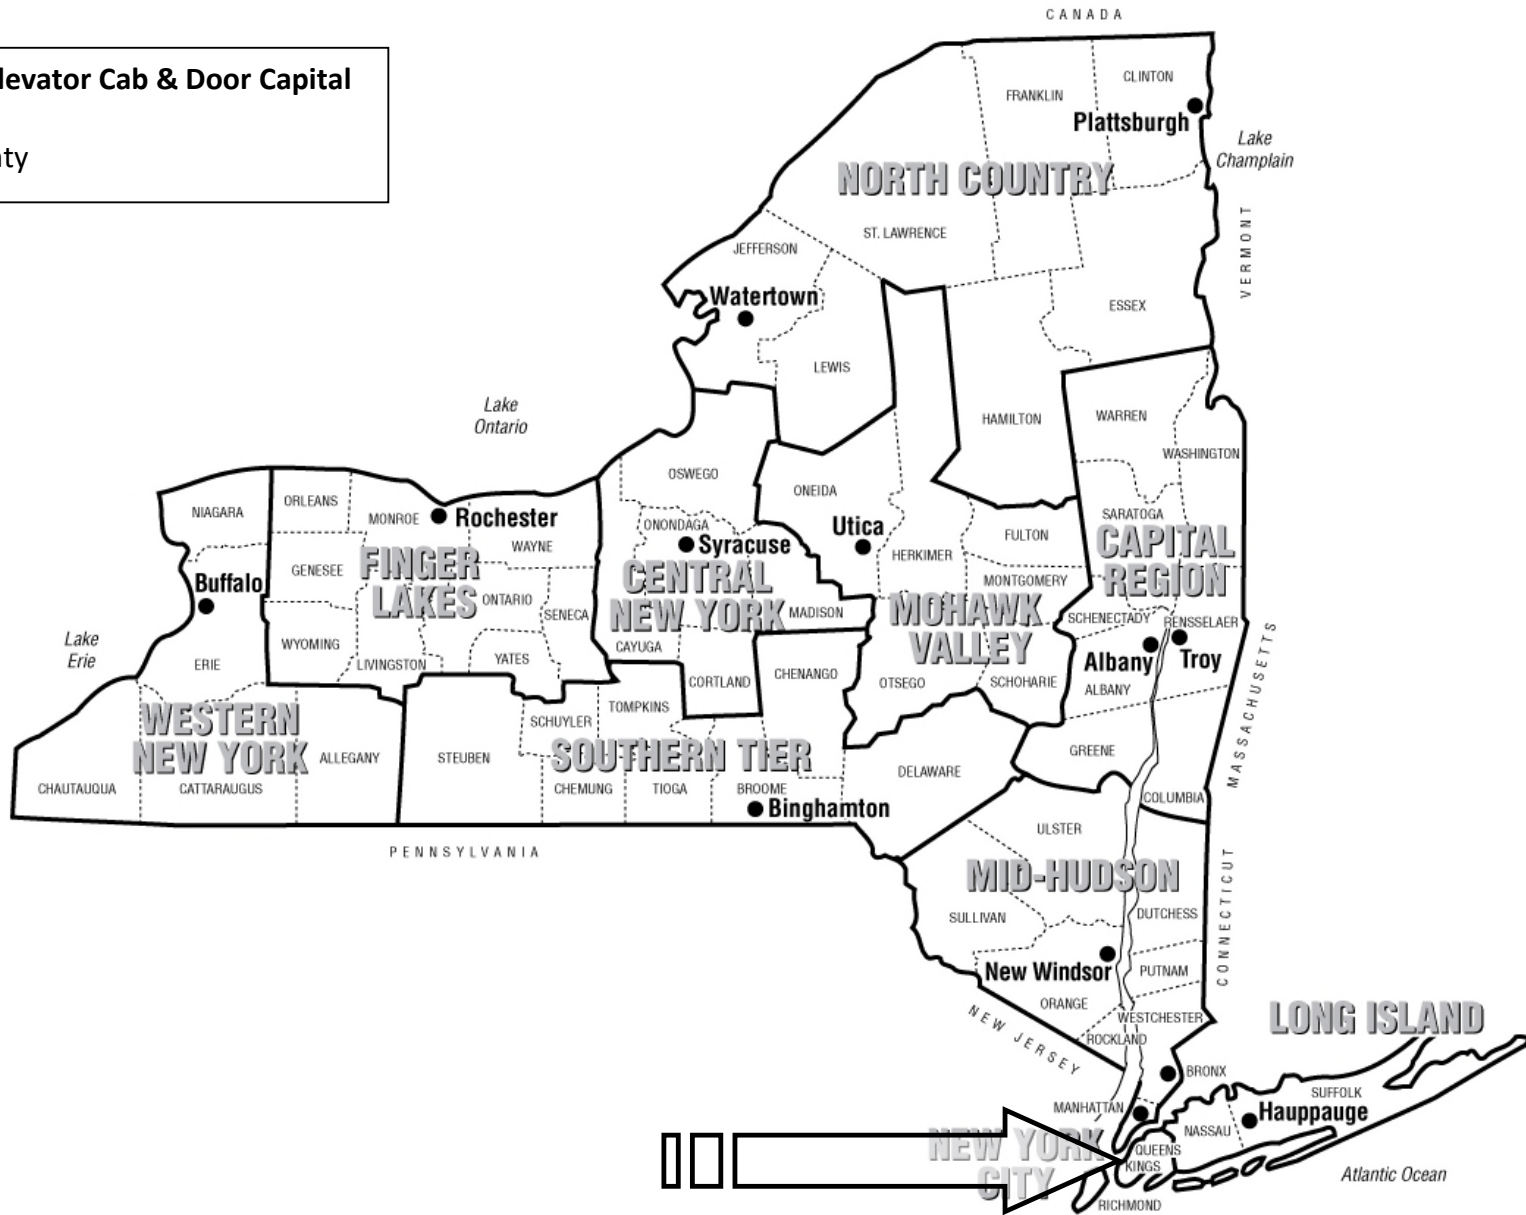 CANADA
levator Cab & Door Capital
nty
FRANKLIN
CLINTON
Plattsburgh
Lake
Champlain
NORTH COUNTRY
VERMONT
ST. LAWRENCE
JEFFERSON
Watertown
ESSEX
LEWIS
Lake
Ontario
HAMILTON
WARREN
WASHINGTON
OSWEGO
ONEIDA
NIAGARA
ORLEANS
MONROE
Rochester
WAYNE
ONONDAGA
Syracuse
Utica
HERKIMER
FULTON
SARATOGA
CAPITAL
REGION
Buffalo
GENESEE
FINGER
LAKES
ONTARIO
SENECA
CENTRAL
NEW YORK
MADISON
MONTGOMERY
MOHAWK
VALLEY
SCHENECTADY
RENSSELAER
Lake
Erie
ERIE
WYOMING
LIVINGSTON
YATES
CAYUGA
CORTLAND
CHENANGO
OTSEGO
SCHOHARIE
Albany
Troy
ALBANY
MASSACHUSETTS
WESTERN
NEW YORK
SCHUYLER
TOMPKINS
ALLEGANY
STEUBEN
SOUTHERN TIER
GREENE
DELAWARE
CHAUTAUQUA
CATTARAUGUS
CHEMUNG
TIOGA
BROOME
Binghamton
COLUMBIA
PENNSYLVANIA
ULSTER
MID-HUDSON
SULLIVAN
DUTCHESS
CONNECTICUT
New Windsor
PUTNAM
ORANGE
WESTCHESTER
ROCKLAND
NEW JERSEY
LONG ISLAND
BRONX
SUFFOLK
MANHATTAN
Hauppauge
NASSAU
NEW YORK
CITY
QUEENS
KINGS
RICHMOND
Atlantic Ocean